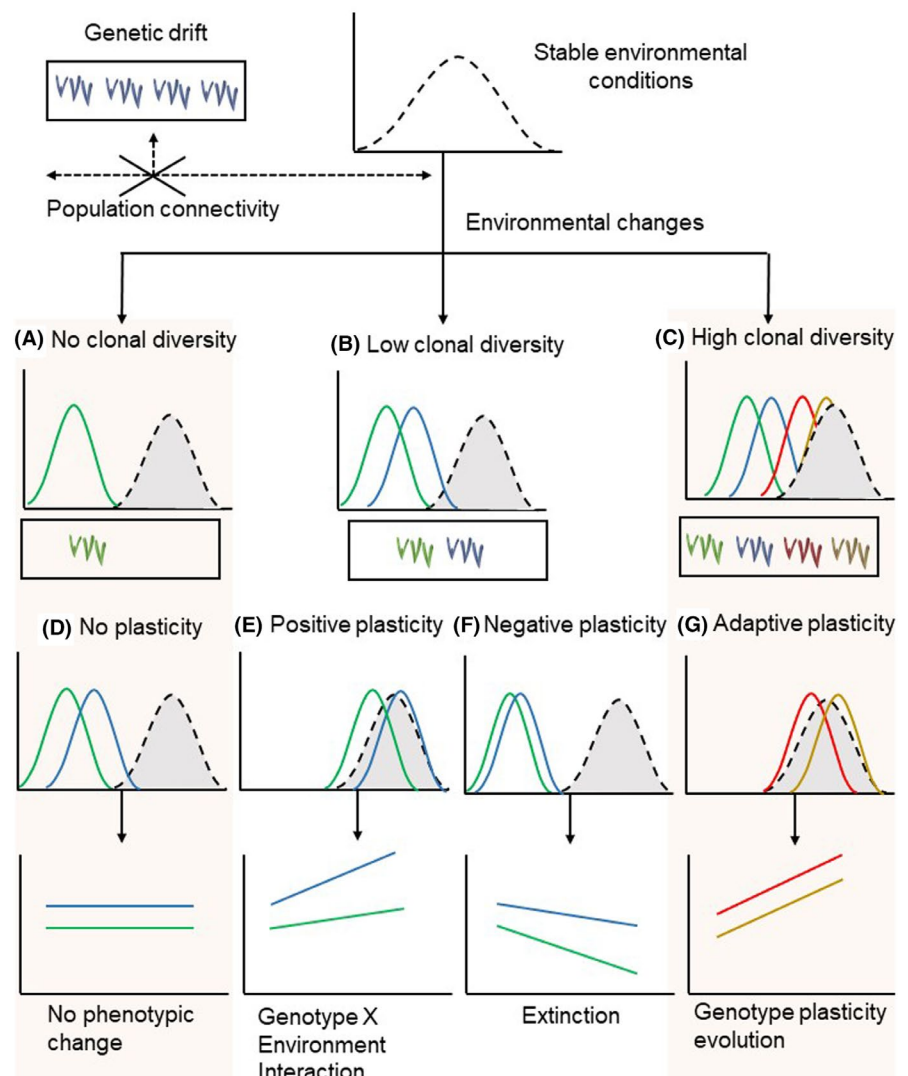 Genetic drift
Stable environmental
conditions
Population connectivity
Environmental changes
(A) No clonal diversity
(B) Low clonal diversity
(C) High clonal diversity
(D) No plasticity
(E) Positive plasticity
(F) Negative plasticity
(G) Adaptive plasticity
No phenotypic
change
Genotype X
Environment
Interaction
Extinction
Genotype plasticity
evolution